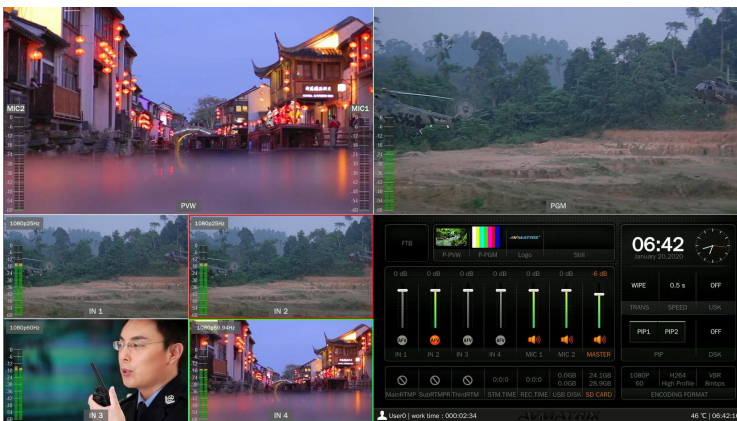 MIC2
MIC1
PVW
PGM
1080p25Hz
IN 1
1080p25Hz
IN 2
1080p60Hz
IN 3
1080p59.94Hz
IN 4
FTB
P-PVW P-PGM Logo Still
AVMATRIX
06:42
January 20,2020
0 dB 0 dB 0 dB 0 dB 0 dB 0 dB -6 dB
AFV AFV AFV AFV
IN 1 IN 2 IN 3 IN 4 MIC 1 MIC 2 MASTER
WIPE 0.5 s OFF
TRANS SPEED USK
PIP1 PIP2 OFF
PIP DSK
0:0:0 0:0:0 0.0GB 24.1GB
0.0GB 28.9GB
MainRTMP SubRTMPR ThirdRTM STM.TIME REC.TIME USB DISK SD CARD
1080P H264 VBR
60 High Profile 8mbps
ENCODING FORMAT
User0 | work time : 000:02:34
AVMATRIX
46 ℃ | 06:42:16